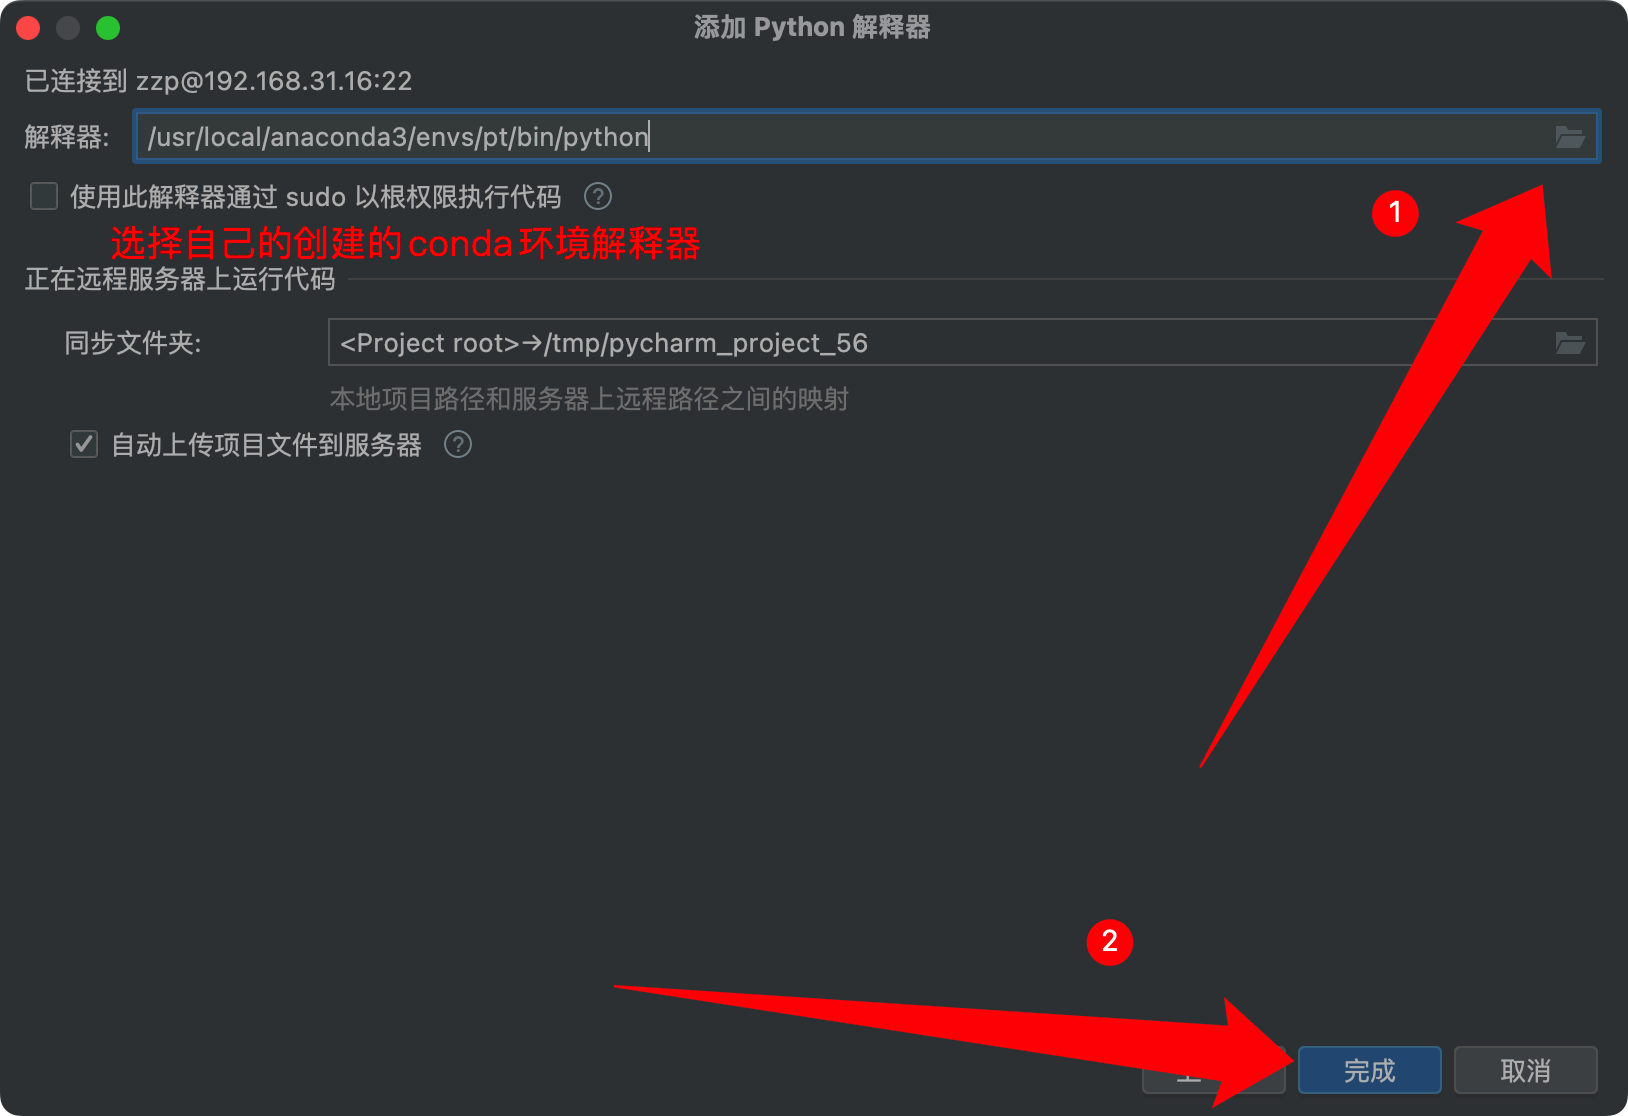 添加 Python 解释器
已连接到 zzp@192.168.31.16:22
解释器: /usr/local/anaconda3/envs/pt/bin/python
使用此解释器通过 sudo 以根权限执行代码 ?
1
选择自己的创建的conda环境解释器
正在远程服务器上运行代码
同步文件夹: <Project root>→/tmp/pycharm_project_56
本地项目路径和服务器上远程路径之间的映射
自动上传项目文件到服务器 ?
2
完成 取消